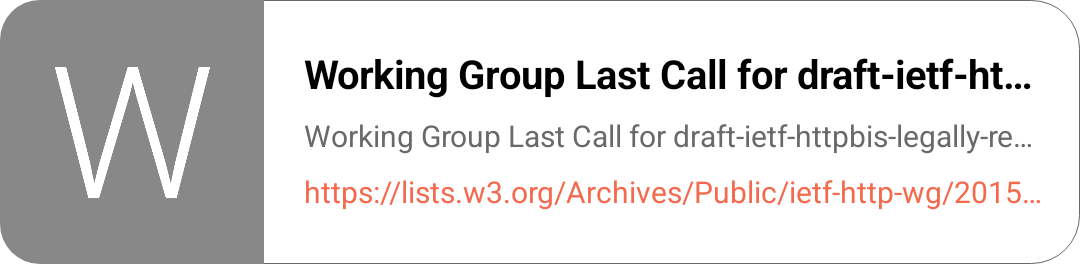 W
Working Group Last Call for draft-ietf-ht...
Working Group Last Call for draft-ietf-httpbis-legally-re...
https://lists.w3.org/Archives/Public/ietf-http-wg/2015...